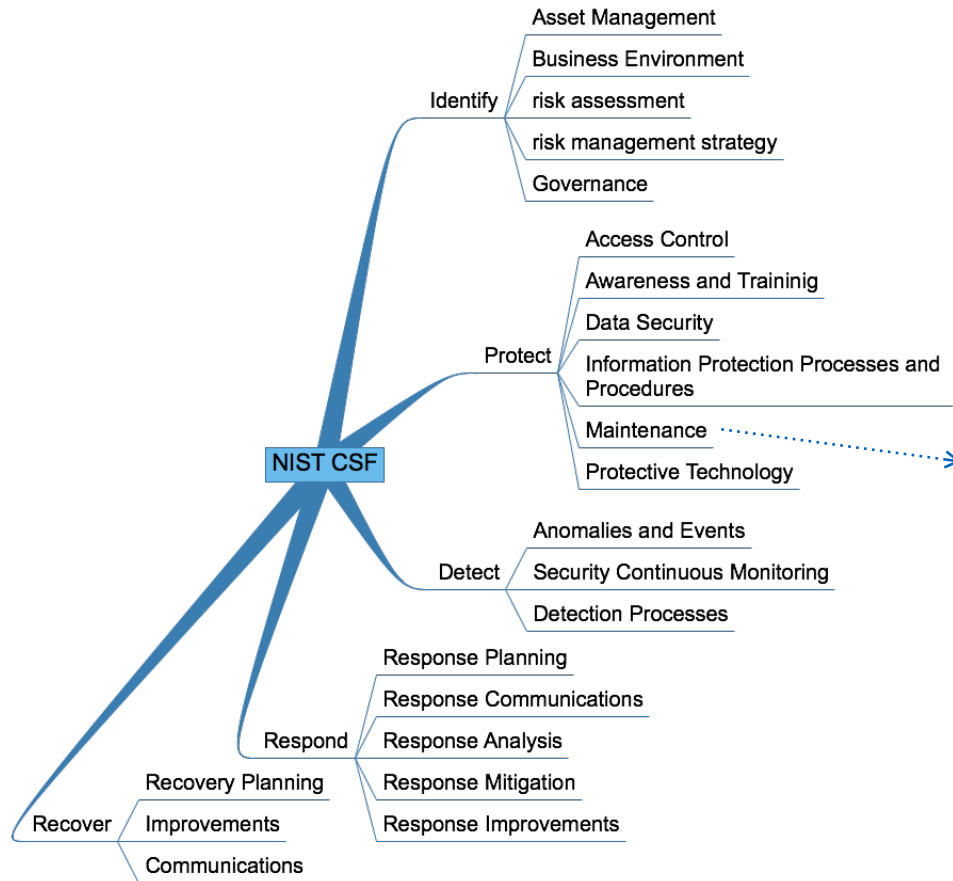 Asset Management
Business Environment
Identify
risk assessment
risk management strategy
Governance
Access Control
Awareness and Traininig
Data Security
Protect
Information Protection Processes and
Procedures
Maintenance
Protective Technology
NIST CSF
Anomalies and Events
Detect
Security Continuous Monitoring
Detection Processes
Response Planning
Response Communications
Respond
Response Analysis
Response Mitigation
Response Improvements
Recovery Planning
Recover
Improvements
Communications